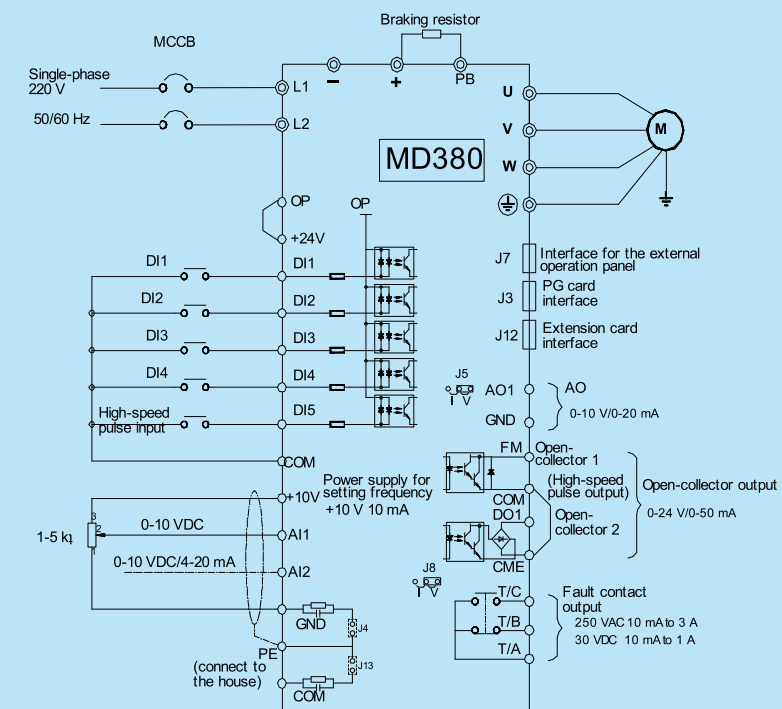 Braking resistor
MCCB
Single-phase
220 V
50/60 Hz
L1
L2
−
+
PB
U
V
W
M
MD380
OP
+24V
OP
DI1
DI1
DI2
DI2
DI3
DI3
DI4
DI4
High-speed
pulse input
DI5
COM
J7
Interface for the external
operation panel
J3
PG card
interface
J12
Extension card
interface
J5
I V
AO1
AO
0-10 V/0-20 mA
GND
FM
Open-
collector 1
(High-speed
pulse output)
COM
DO1
Open-
collector 2
CME
Open-collector output
0-24 V/0-50 mA
Power supply for
setting frequency
+10 V 10 mA
+10V
1-5 kţ
3
2
1
0-10 VDC
AI1
0-10 VDC/4-20 mA
AI2
J8
I V
GND
J4
PE
(connect to
the house)
J13
COM
T/C
T/B
T/A
Fault contact
output
250 VAC 10 mA to 3 A
30 VDC 10 mA to 1 A